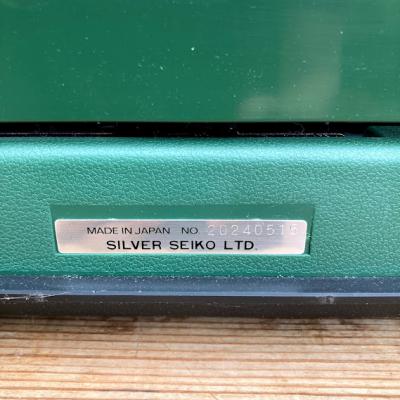 MADE IN JAPAN NO. 20240516
SILVER SEIKO LTD.